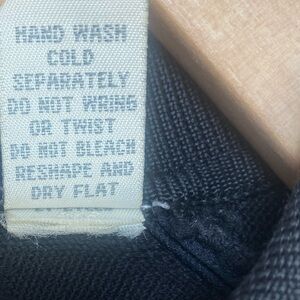 HAND WASH
COLD
SEPARATELY
DO NOT WRING
OR TWIST
DO NOT BLEACH
RESHAPE AND
DRY FLAT